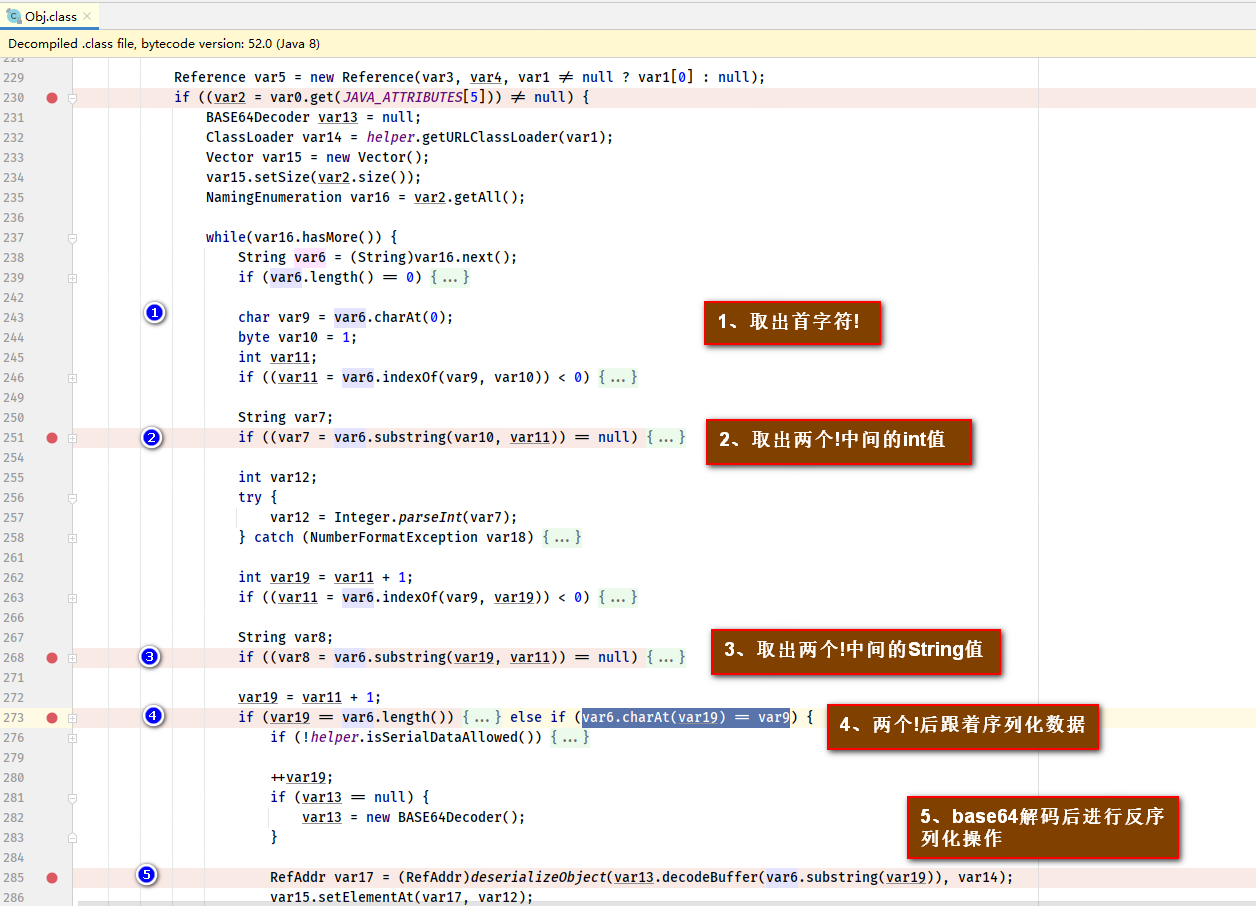 Obj.class
Decompiled .class file, bytecode version: 52.0 (Java 8)
228
229 Reference var5 = new Reference(var3, var4, var1 ≠ null ? var1[0] : null);
230 if ((var2 = var0.get(JAVA_ATTRIBUTES[5])) ≠ null) {
231 BASE64Decoder var13 = null;
232 ClassLoader var14 = helper.getURLClassLoader(var1);
233 Vector var15 = new Vector();
234 var15.setSize(var2.size());
235 NamingEnumeration var16 = var2.getAll();
236
237 while(var16.hasMore()) {
238 String var6 = (String)var16.next();
239 if (var6.length() == 0) {...}
242
243 1 char var9 = var6.charAt(0); 1、取出首字符!
244 byte var10 = 1;
245 int var11;
246 if ((var11 = var6.indexOf(var9, var10)) < 0) {...}
249
250 String var7;
251 2 if ((var7 = var6.substring(var10, var11)) == null) {...} 2、取出两个!中间的int值
254
255 int var12;
256 try {
257 var12 = Integer.parseInt(var7);
258 } catch (NumberFormatException var18) {...}
261
262 int var19 = var11 + 1;
263 if ((var11 = var6.indexOf(var9, var19)) < 0) {...}
266
267 String var8;
268 3 if ((var8 = var6.substring(var19, var11)) == null) {...} 3、取出两个!中间的String值
271
272 var19 = var11 + 1;
273 4 if (var19 == var6.length()) {...} else if (var6.charAt(var19) == var9) { 4、两个!后跟着序列化数据
276 if (!helper.isSerialDataAllowed()) {...}
279
280 ++var19;
281 if (var13 == null) {
282 var13 = new BASE64Decoder();
283 }
284
5、base64解码后进行反序
列化操作
285 5 RefAddr var17 = (RefAddr)deserializeObject(var13.decodeBuffer(var6.substring(var19)), var14);
286 var15.setElementAt(var17, var12);